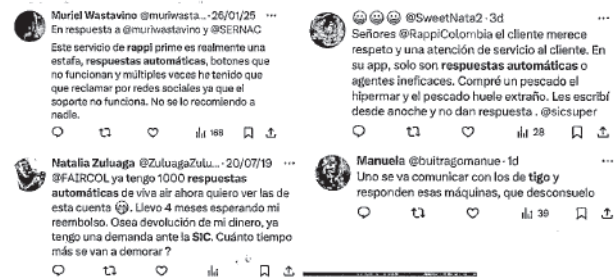 Muriel Wastavino @muriwasta... · 26/01/25 ...
En respuesta a @muriwastavino y @SERNAC
Este servicio de rappi prime es realmente una
estafa, respuestas automáticas, botones que
no funcionan y múltiples veces he tenido que
que reclamar por redes sociales ya que el
soporte no funciona. No se lo recomiendo a
nadie.
168
@SweetNata2 · 3d ...
Señores @RappiColombia el cliente merece
respeto y una atención de servicio al cliente. En
su app, solo son respuestas automáticas o
agentes ineficaces. Compré un pescado el
hipermar y el pescado huele extraño. Les escribí
desde anoche y no dan respuesta . @sicsuper
28
Natalia Zuluaga @ZuluagaZulu... · 20/07/19 ...
@FAIRCOL ya tengo 1000 respuestas
automáticas de viva air ahora quiero ver las de
esta cuenta 😂. Llevo 4 meses esperando mi
reembolso. Osea devolución de mi dinero, ya
tengo una demanda ante la SIC. Cuánto tiempo
más se van a demorar ?
Manuela @buitragomanue · 1d ...
Uno se va comunicar con los de tigo y
responden esas máquinas, que desconsuelo
39